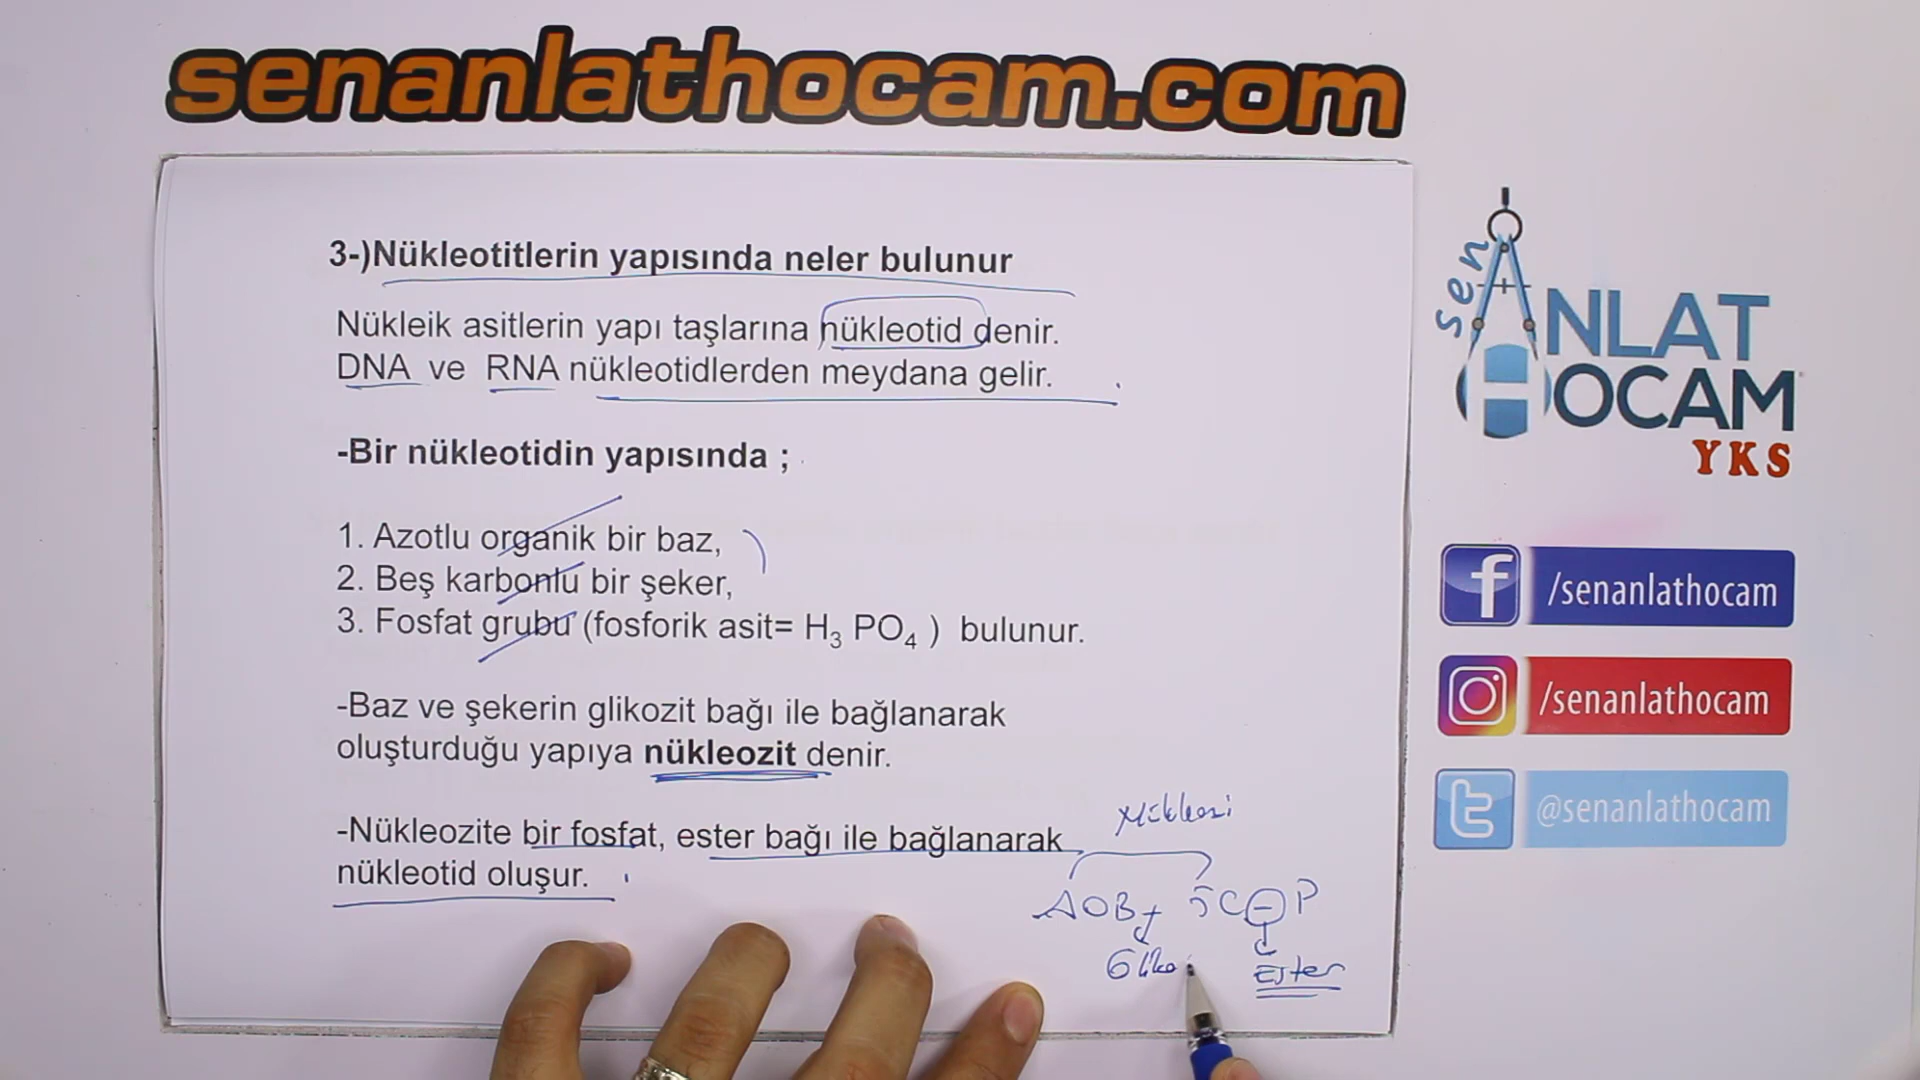 senanlathocam.com
3-)Nükleotitlerin yapısında neler bulunur
Nükleik asitlerin yapı taşlarına nükleotid denir.
DNA ve RNA nükleotidlerden meydana gelir.
-Bir nükleotidin yapısında ;
1. Azotlu organik bir baz,
2. Beş karbonlu bir şeker,
3. Fosfat grubu (fosforik asit= H₃ PO₄ ) bulunur.
-Baz ve şekerin glikozit bağı ile bağlanarak
oluşturduğu yapıya nükleozit denir.
-Nükleozite bir fosfat, ester bağı ile bağlanarak
nükleotid oluşur.
AOB 5C P
Gliko Ester
sen
ANLAT
HOCAM
YKS
/senanlathocam
/senanlathocam
@senanlathocam